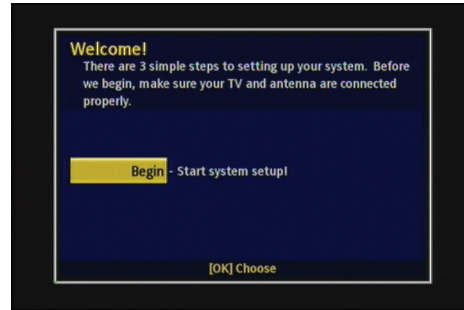 Welcome!
There are 3 simple steps to setting up your system. Before
we begin, make sure your TV and antenna are connected
properly.
Begin - Start system setup!
[OK] Choose